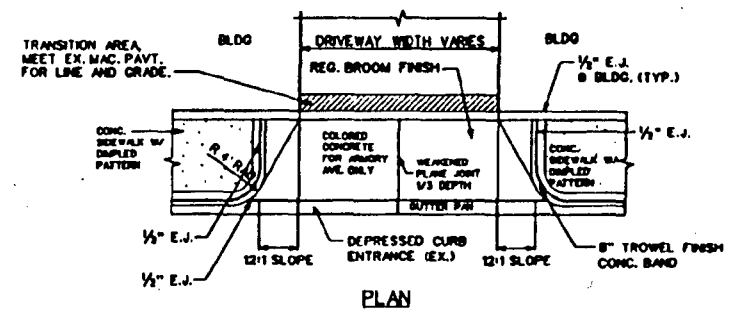 BLDG
DRIVEWAY WIDTH VARIES
BLDG
TRANSITION AREA,
MEET EX. MAC. PAVT.
FOR LINE AND GRADE.
REG. BROOM FINISH
1/2" E.J.
@ BLDG. (TYP.)
1/2" E.J.
CONC.
SIDEWALK W/
DIMPLED
PATTERN
COLORED
CONCRETE
FOR ARMORY
AVE. ONLY
WEAKENED
PLANE JOINT
1/3 DEPTH
CONC.
SIDEWALK W/
DIMPLED
PATTERN
GUTTER PAN
1/2" E.J.
1/2" E.J.
12:1 SLOPE
DEPRESSED CURB
ENTRANCE (EX.)
12:1 SLOPE
8" TROWEL FINISH
CONC. BAND
PLAN